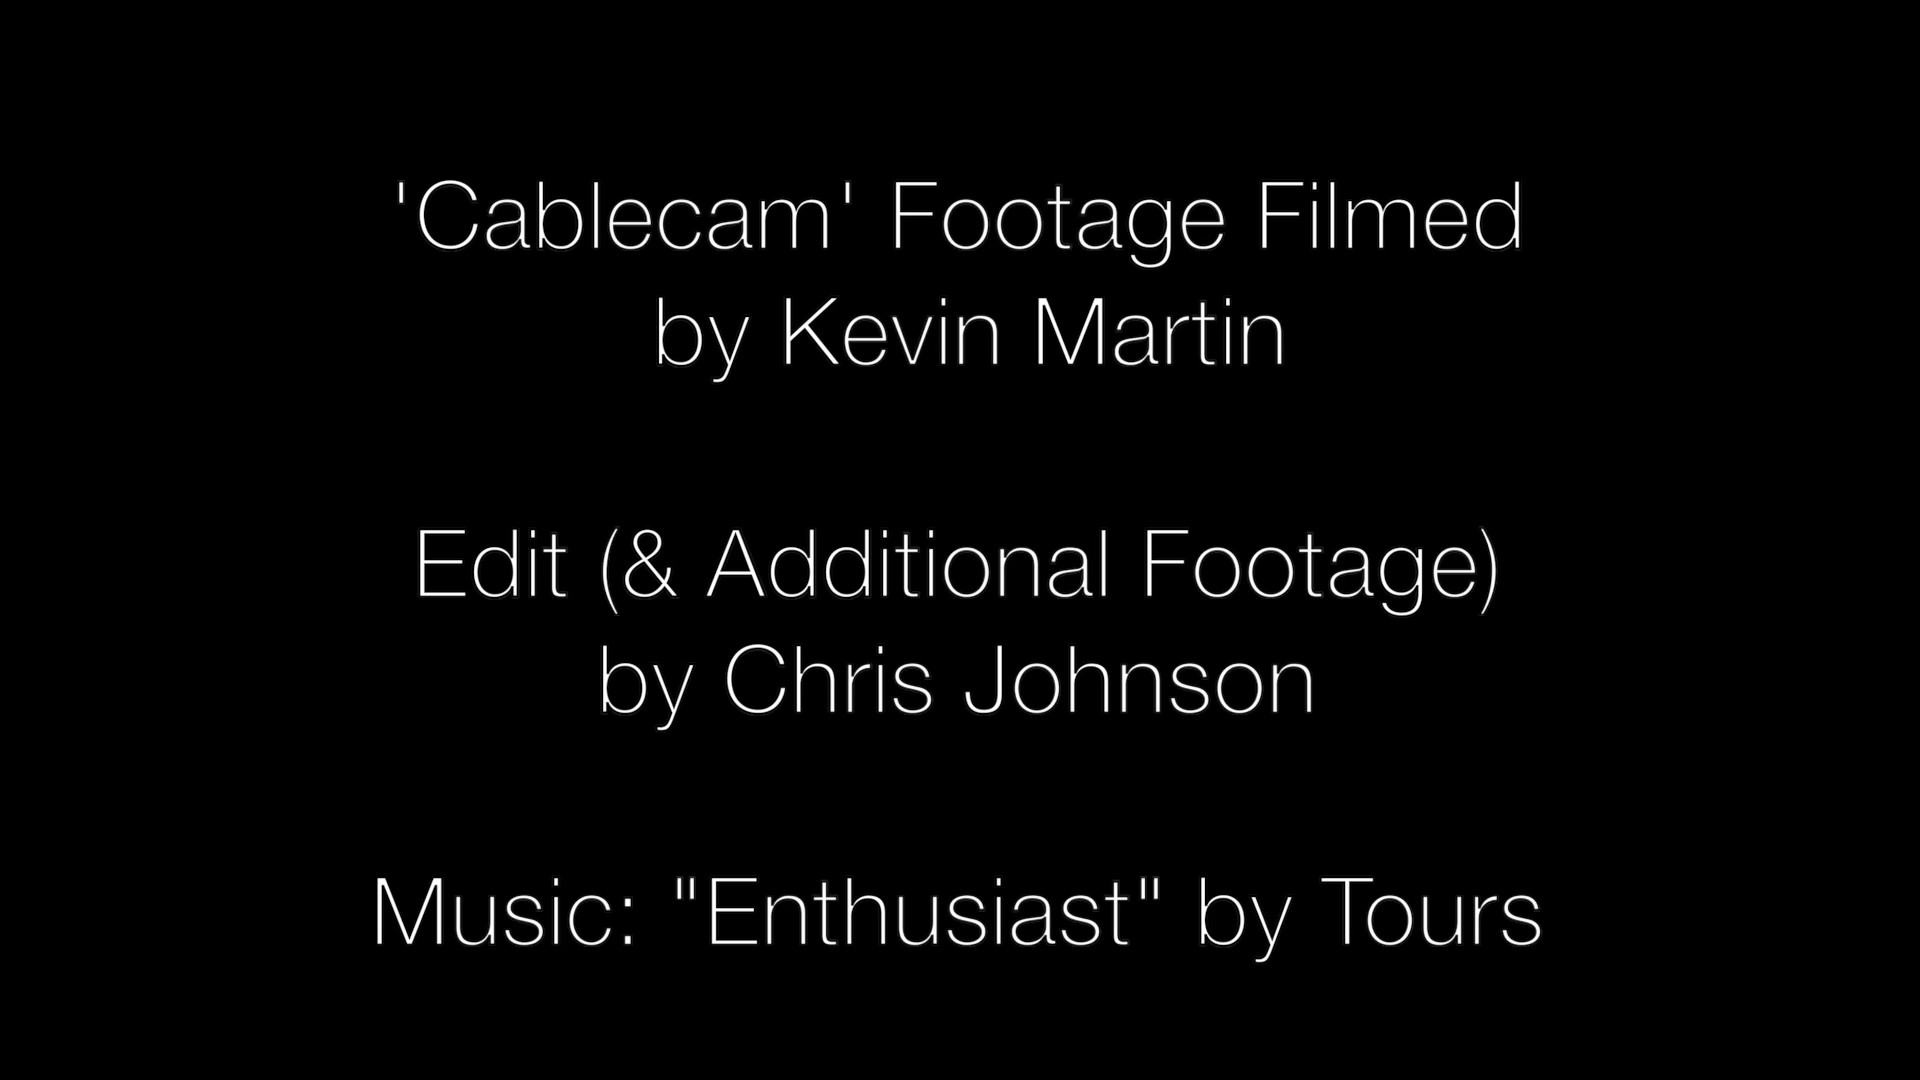 'Cablecam' Footage Filmed
by Kevin Martin
Edit (& Additional Footage)
by Chris Johnson
Music: "Enthusiast" by Tours